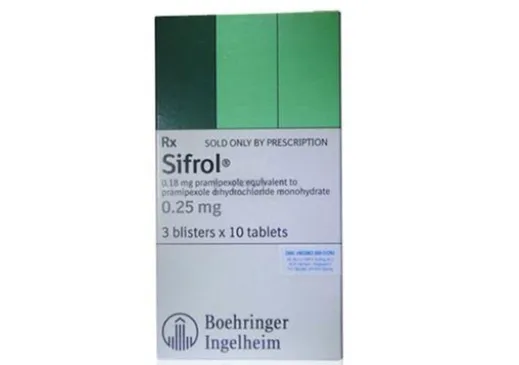 Rx SOLD ONLY BY PRESCRIPTION
Sifrol®
0.18 mg pramipexole equivalent to
pramipexole dihydrochloride monohydrate
0.25 mg
3 blisters x 10 tablets
Boehringer
Ingelheim